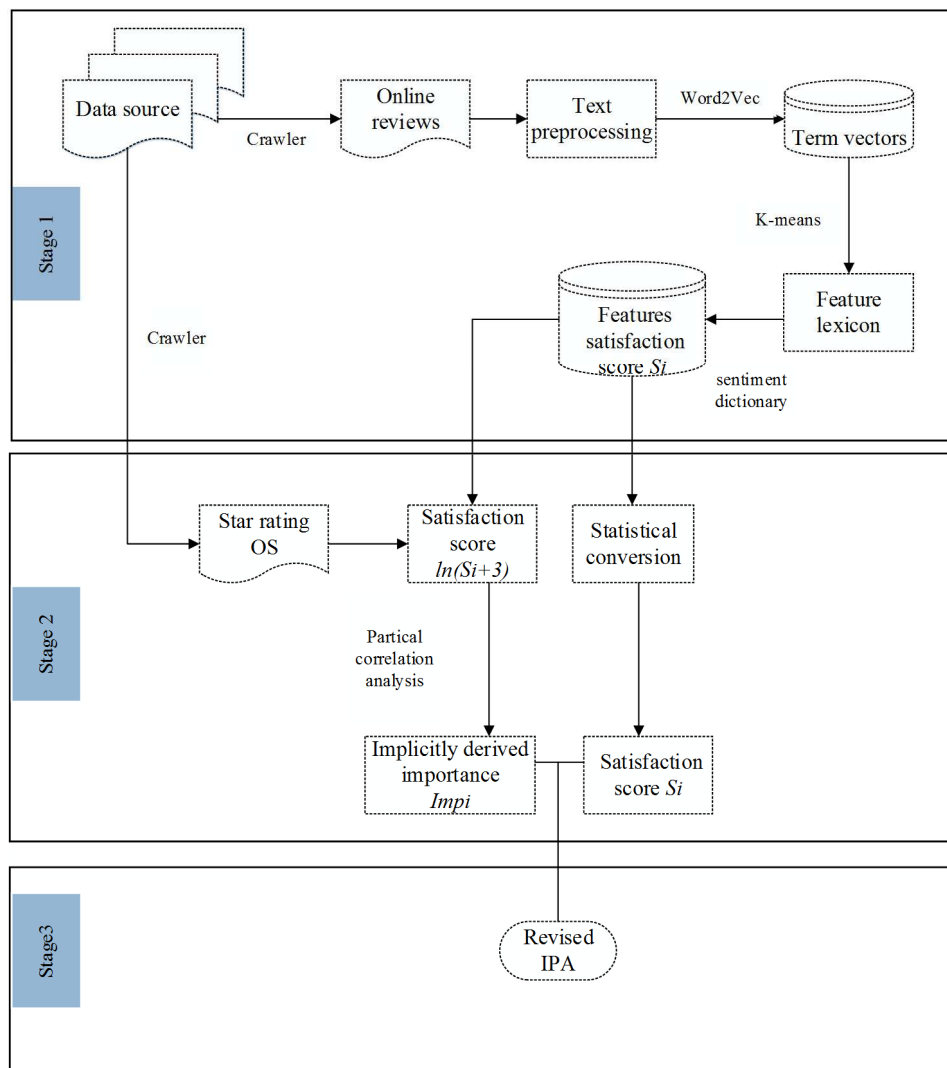 Data source
Crawler
Online
reviews
Text
preprocessing
Word2Vec
Term vectors
K-means
Stage 1
Feature
lexicon
Features
satisfaction
score Si
sentiment
dictionary
Crawler
Star rating
OS
Satisfaction
score
ln(Si+3)
Statistical
conversion
Stage 2
Partical
correlation
analysis
Implicitly derived
importance
Impi
Satisfaction
score Si
Stage3
Revised
IPA